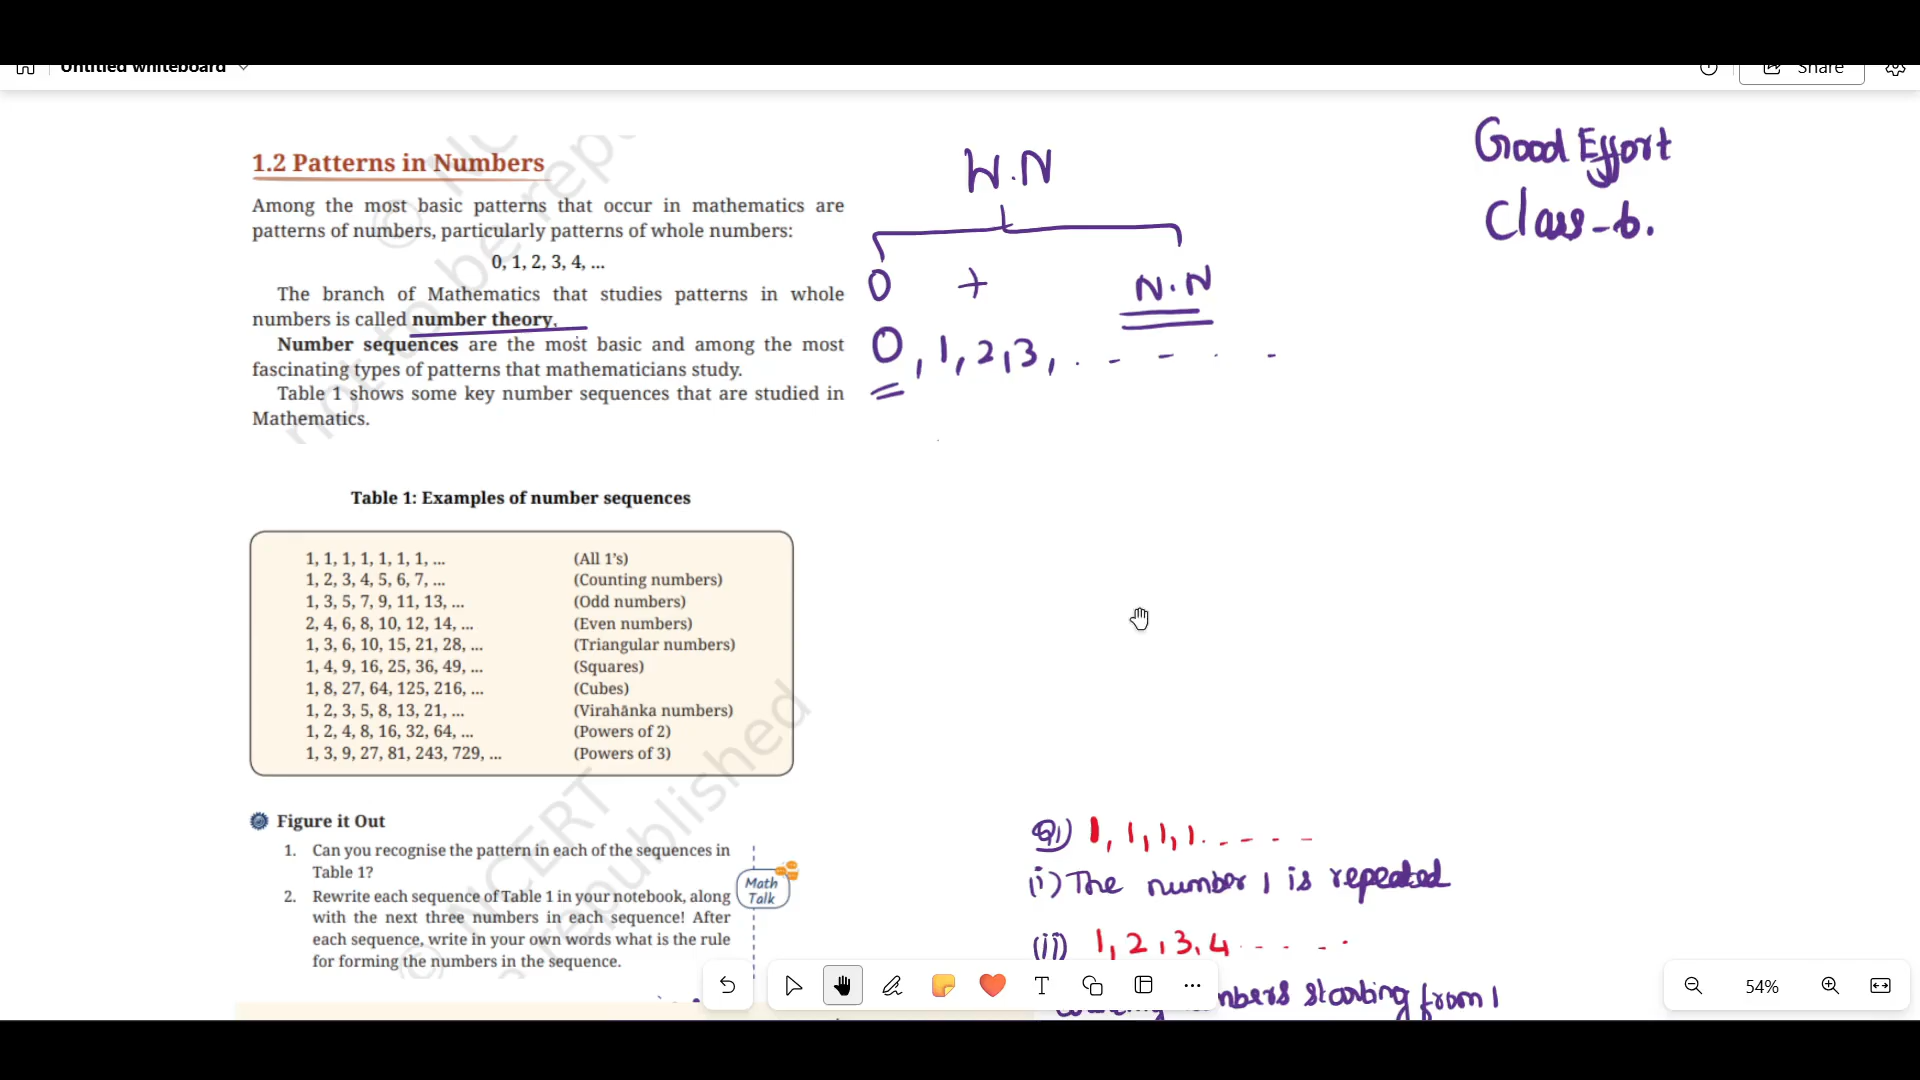 Untitled whiteboard
Share
Good Effort
Class-6.
1.2 Patterns in Numbers
Among the most basic patterns that occur in mathematics are
patterns of numbers, particularly patterns of whole numbers:
0, 1, 2, 3, 4, ...
The branch of Mathematics that studies patterns in whole
numbers is called number theory.
Number sequences are the most basic and among the most
fascinating types of patterns that mathematicians study.
Table 1 shows some key number sequences that are studied in
Mathematics.
W.N
0 + N.N
0, 1, 2, 3, . - - . -
Table 1: Examples of number sequences
1, 1, 1, 1, 1, 1, 1, ... (All 1’s)
1, 2, 3, 4, 5, 6, 7, ... (Counting numbers)
1, 3, 5, 7, 9, 11, 13, ... (Odd numbers)
2, 4, 6, 8, 10, 12, 14, ... (Even numbers)
1, 3, 6, 10, 15, 21, 28, ... (Triangular numbers)
1, 4, 9, 16, 25, 36, 49, ... (Squares)
1, 8, 27, 64, 125, 216, ... (Cubes)
1, 2, 3, 5, 8, 13, 21, ... (Virahānka numbers)
1, 2, 4, 8, 16, 32, 64, ... (Powers of 2)
1, 3, 9, 27, 81, 243, 729, ... (Powers of 3)
Figure it Out
1. Can you recognise the pattern in each of the sequences in
Table 1?
2. Rewrite each sequence of Table 1 in your notebook, along
with the next three numbers in each sequence! After
each sequence, write in your own words what is the rule
for forming the numbers in the sequence.
Math
Talk
Q1) 1, 1, 1, 1. . - - - -
(i) The number 1 is repeated
(ii) 1, 2, 3, 4 . - - . .
numbers starting from 1
54%
© NCERT
not to be republished